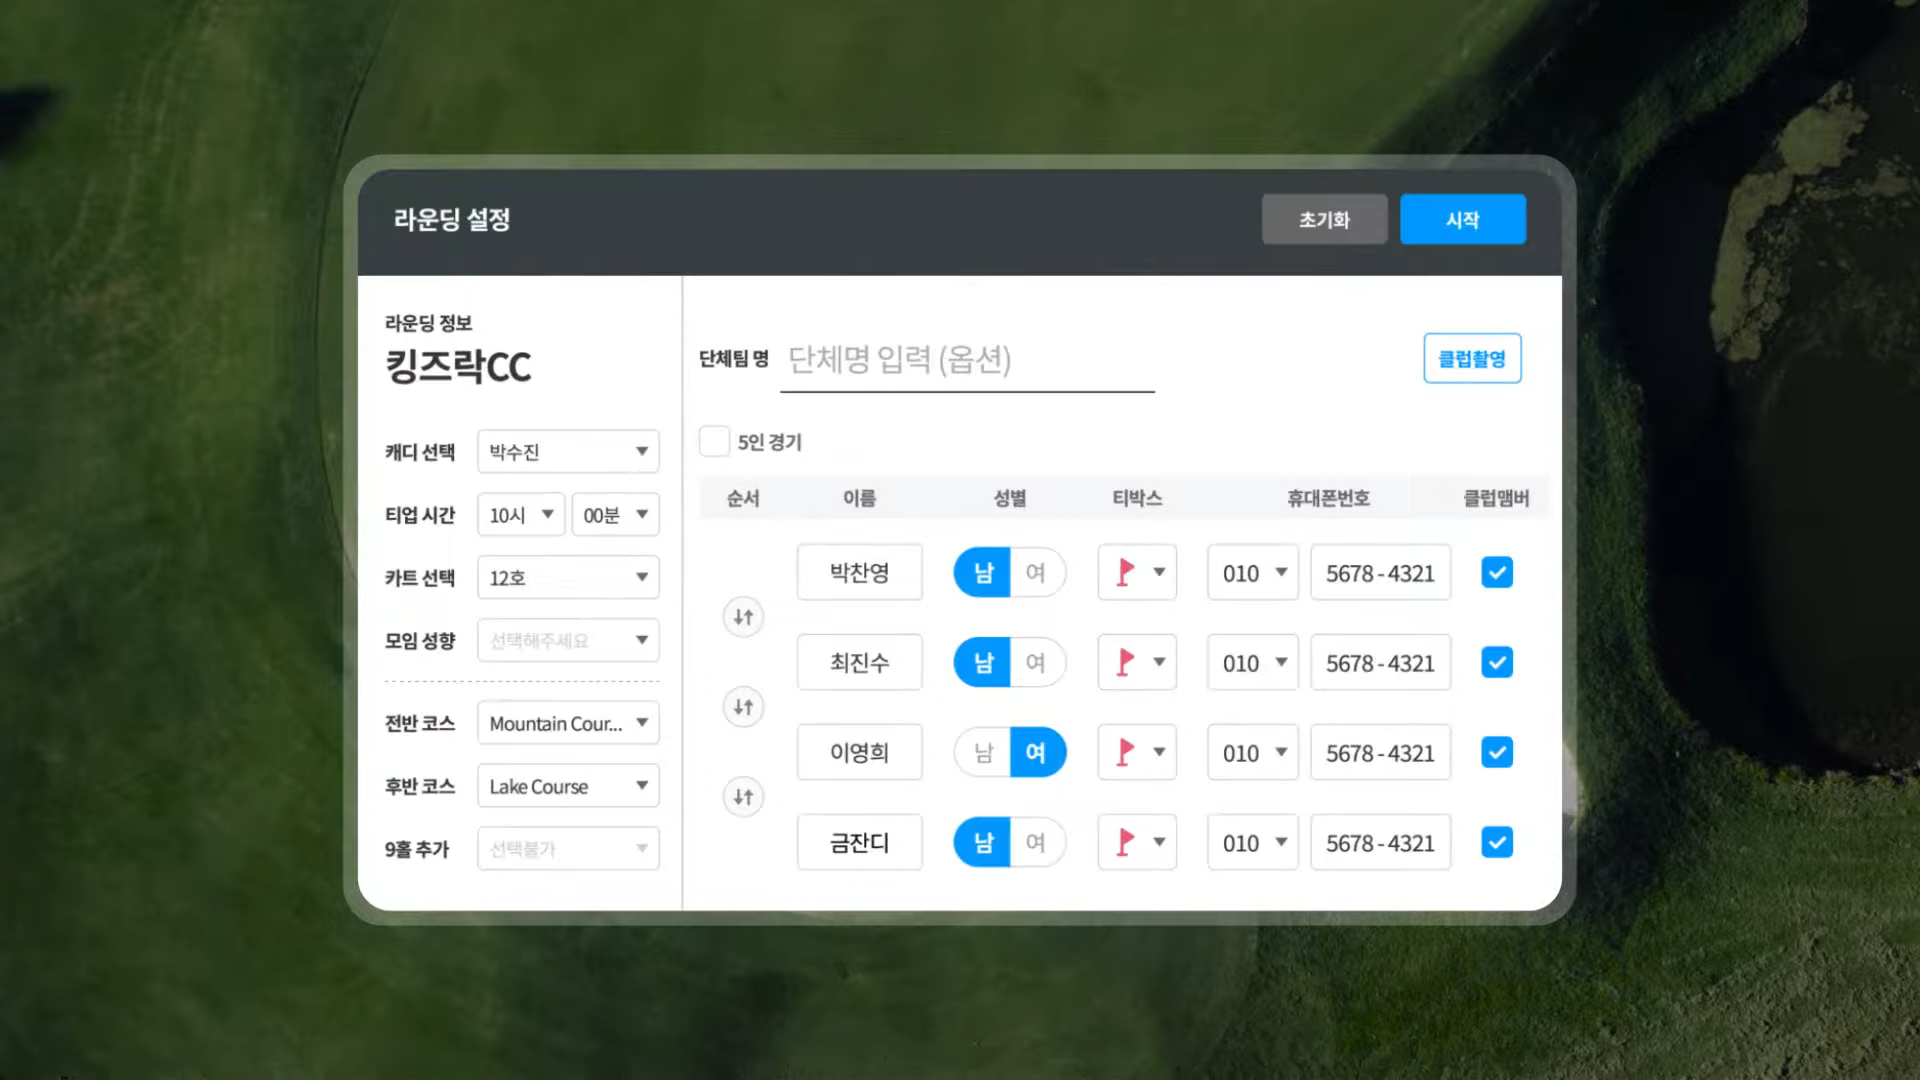 라운딩 설정
초기화
시작
라운딩 정보
킹즈락CC
캐디 선택 박수진
티업 시간 10시 00분
카트 선택 12호
모임 성향 선택해주세요
전반 코스 Mountain Cour...
후반 코스 Lake Course
9홀 추가 선택불가
단체팀 명 단체명 입력 (옵션)
클럽촬영
5인 경기
순서 이름 성별 티박스 휴대폰번호 클럽맴버
박찬영 남 여 010 5678 - 4321
최진수 남 여 010 5678 - 4321
이영희 남 여 010 5678 - 4321
금잔디 남 여 010 5678 - 4321